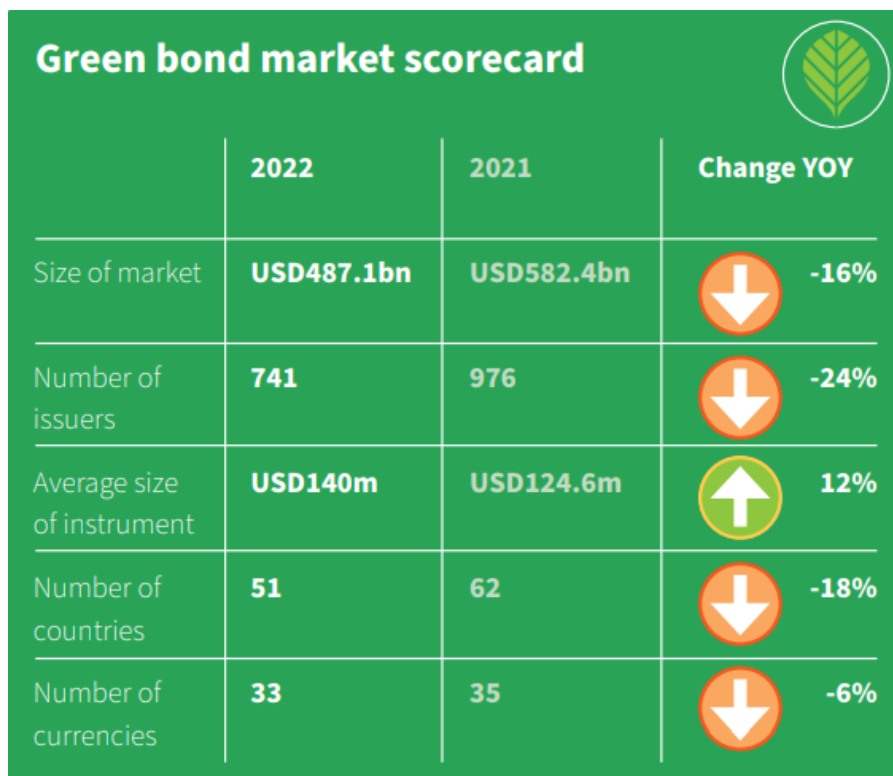 Green bond market scorecard
2022 2021 Change YOY
Size of market USD487.1bn USD582.4bn -16%
Number of
issuers 741 976 -24%
Average size
of instrument USD140m USD124.6m 12%
Number of
countries 51 62 -18%
Number of
currencies 33 35 -6%